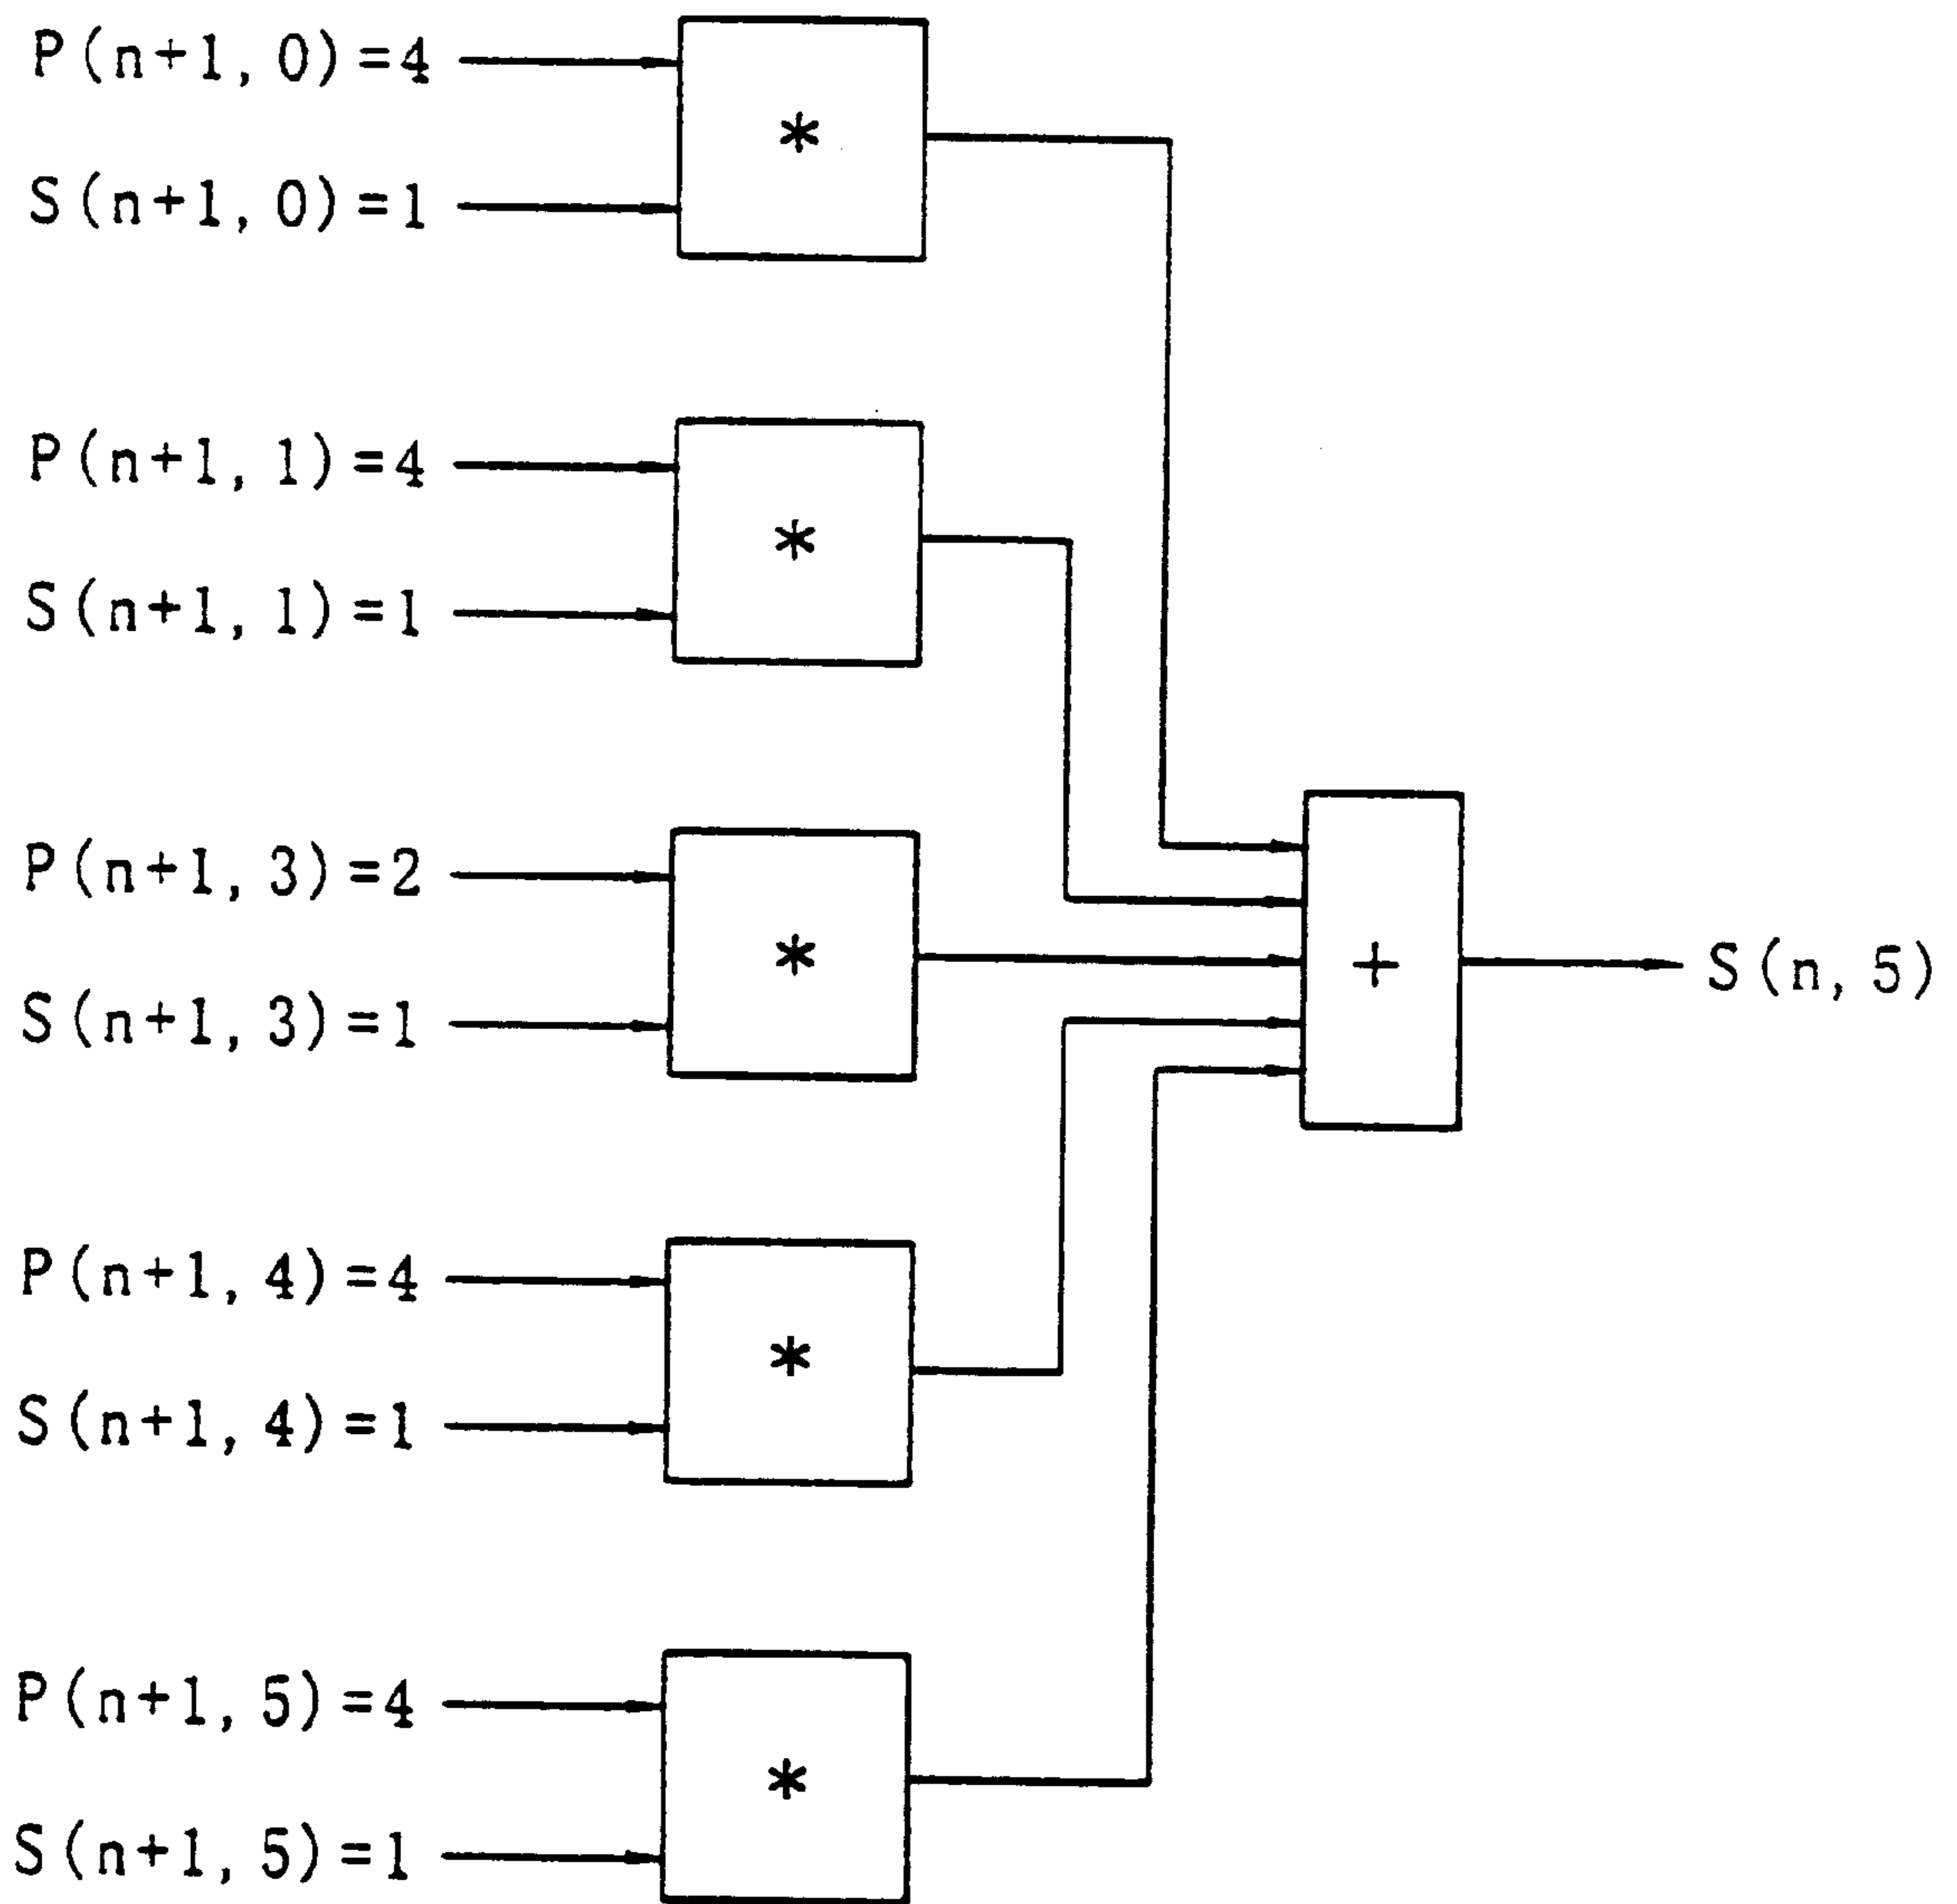 P(n+1, 0)=4
*
S(n+1, 0)=1
P(n+1, 1)=4
*
S(n+1, 1)=1
P(n+1, 3)=2
*
S(n+1, 3)=1
+
S(n, 5)
P(n+1, 4)=4
*
S(n+1, 4)=1
P(n+1, 5)=4
*
S(n+1, 5)=1